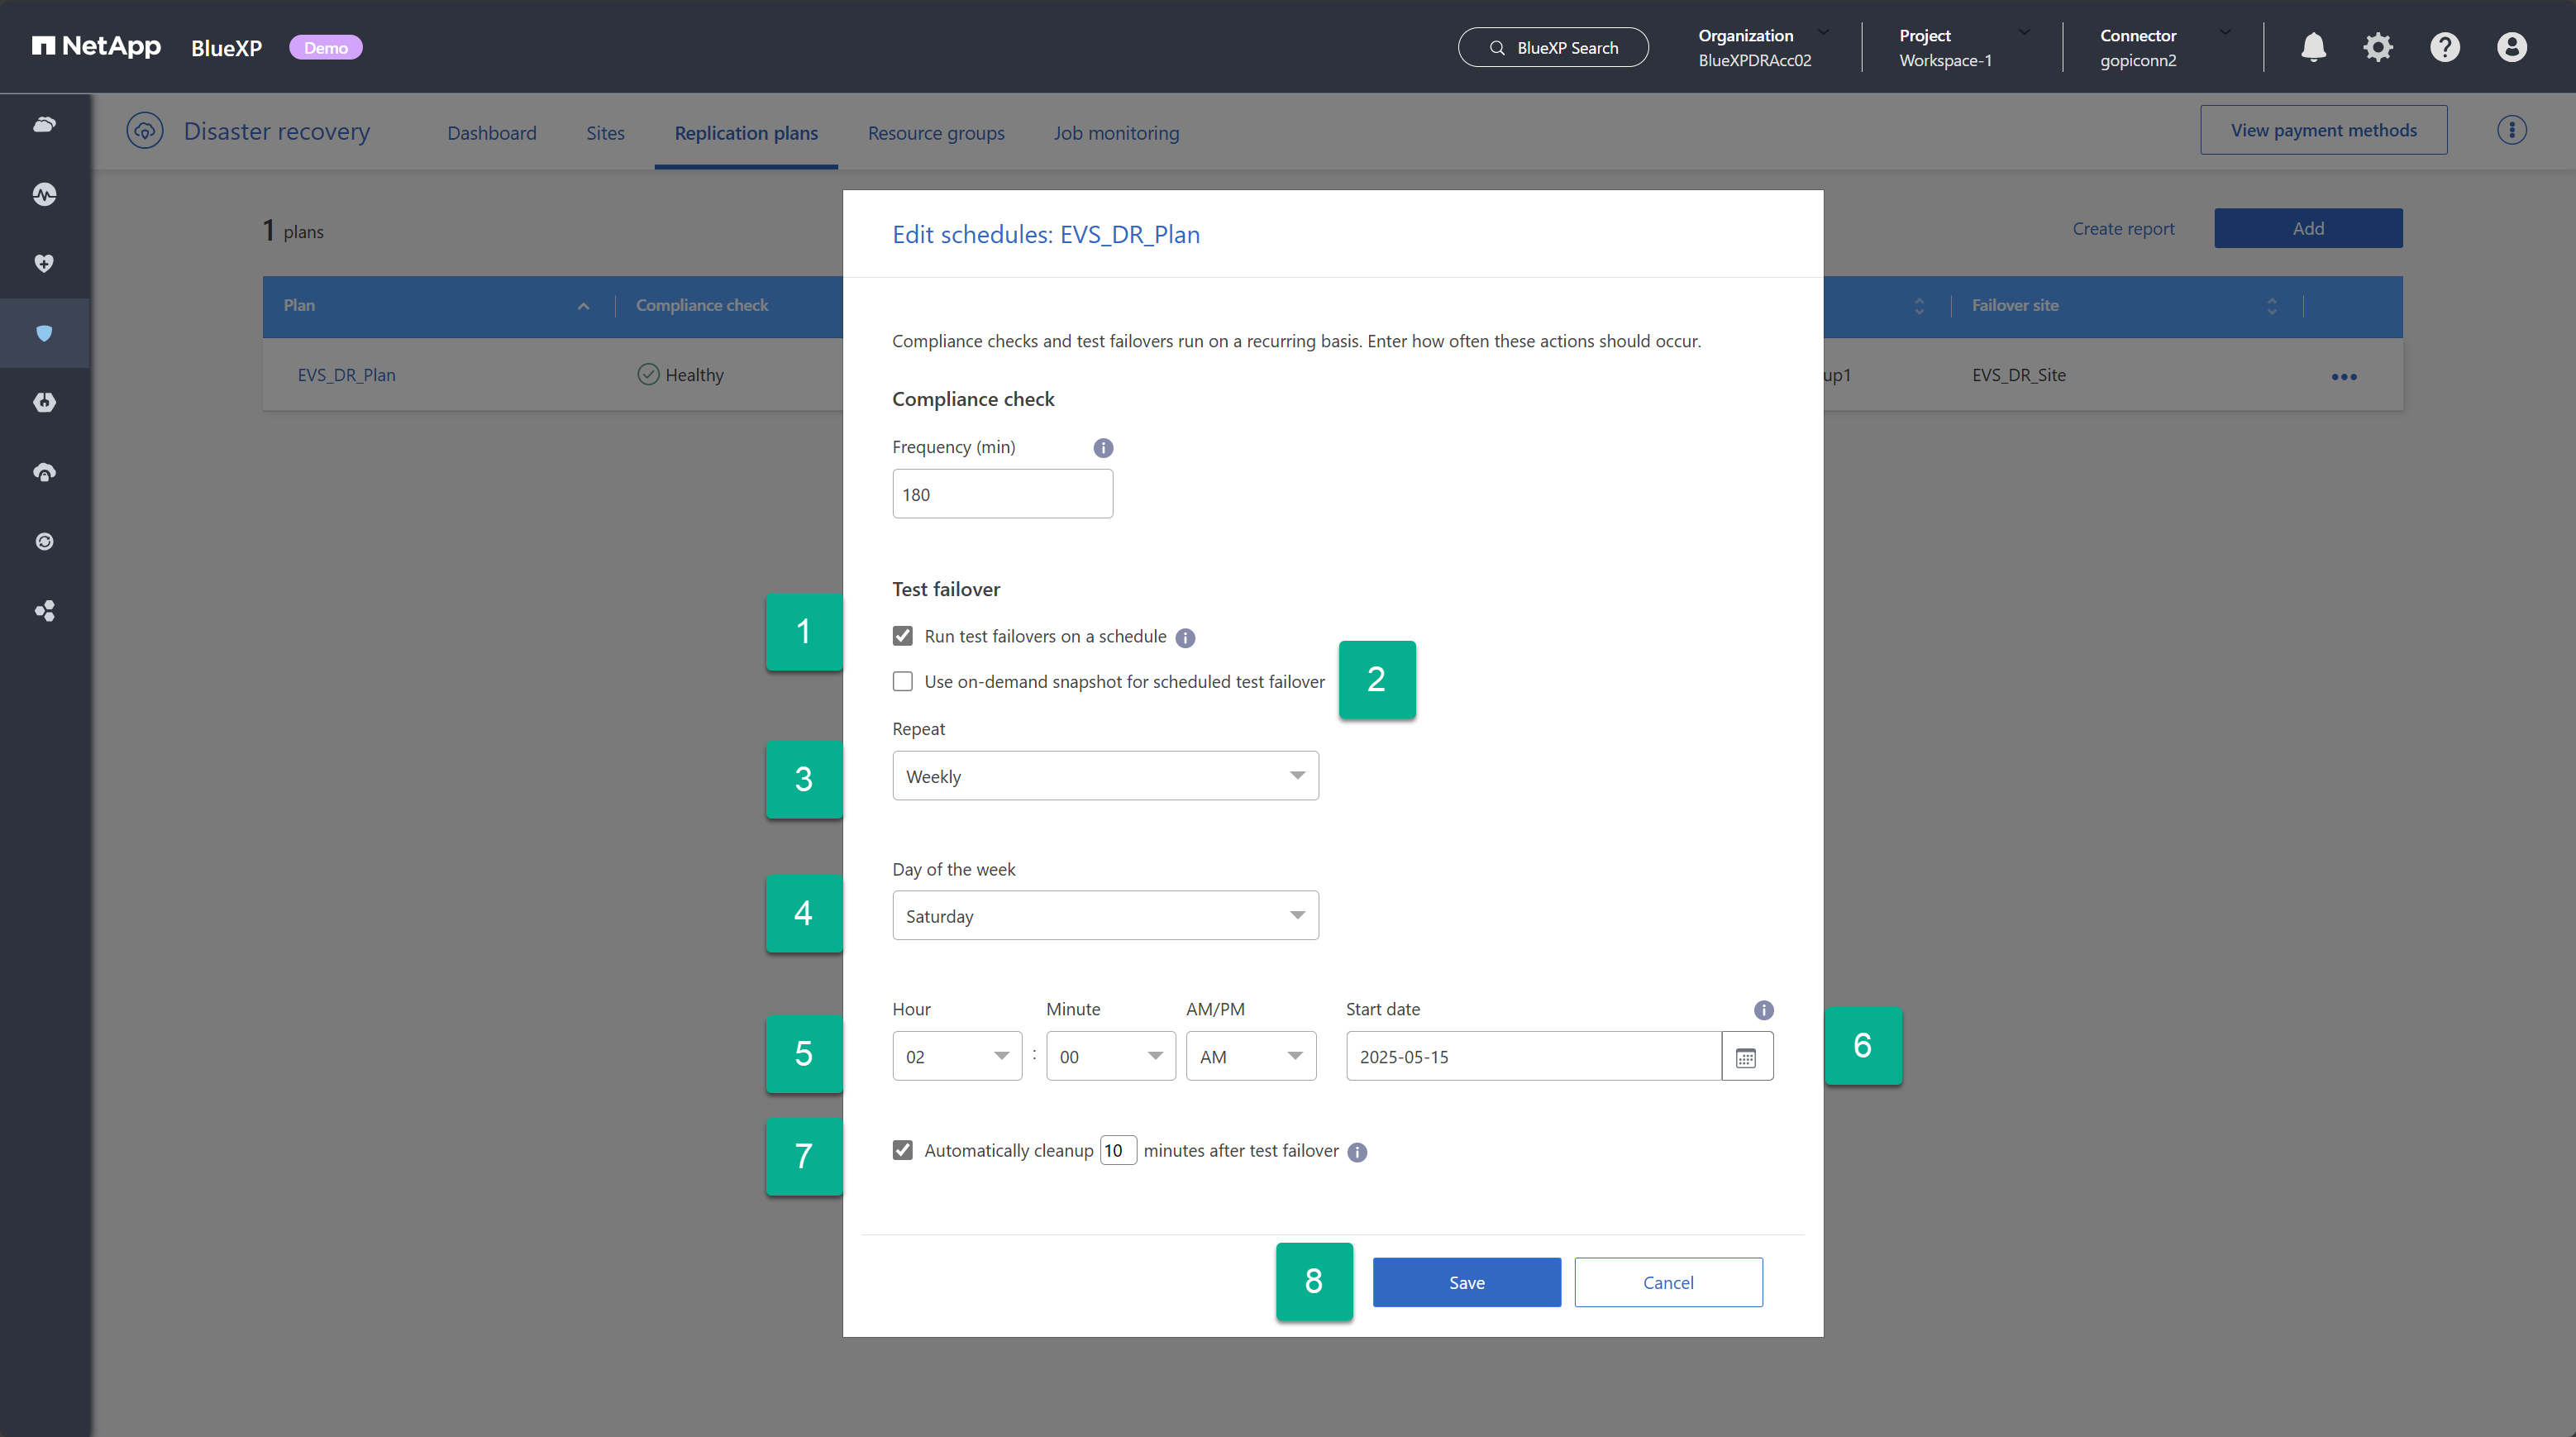 NetApp BlueXP Demo
BlueXP Search
Organization
BlueXPDRAcc02
Project
Workspace-1
Connector
gopiconn2
Disaster recovery
Dashboard Sites Replication plans Resource groups Job monitoring
View payment methods
1 plans
Create report
Add
Plan Compliance check Failover site
EVS_DR_Plan Healthy up1 EVS_DR_Site
Edit schedules: EVS_DR_Plan
Compliance checks and test failovers run on a recurring basis. Enter how often these actions should occur.
Compliance check
Frequency (min)
180
Test failover
1
Run test failovers on a schedule
Use on-demand snapshot for scheduled test failover
2
Repeat
3
Weekly
Day of the week
4
Saturday
Hour Minute AM/PM Start date
5
02 : 00 AM 2025-05-15
6
7
Automatically cleanup 10 minutes after test failover
8
Save
Cancel